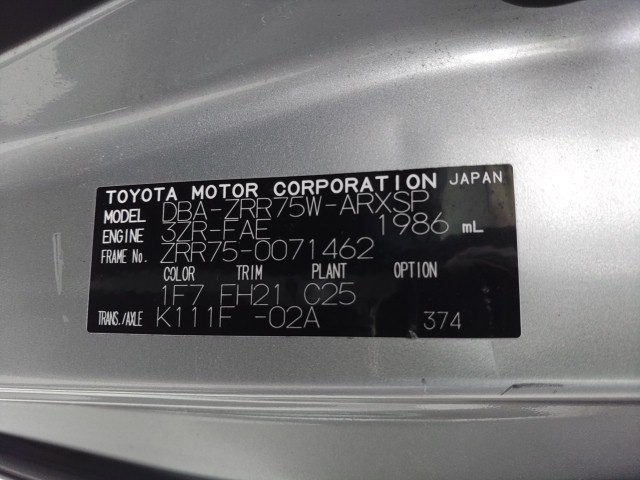 TOYOTA MOTOR CORPORATION JAPAN
MODEL DBA-ZRR75W-ARXSP
ENGINE 3ZR-FAE 1986 mL
FRAME No. ZRR75-0071462
COLOR TRIM PLANT OPTION
1F7 EH21 C25
TRANS./AXLE K111F -02A 374